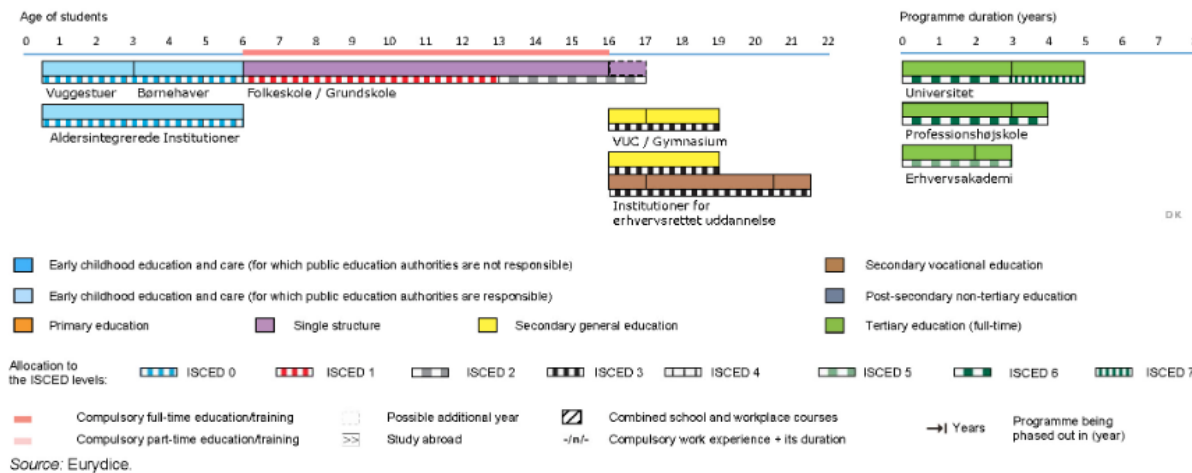 Age of students
Programme duration (years)
0 1 2 3 4 5 6 7 8 9 10 11 12 13 14 15 16 17 18 19 20 21 22
0 1 2 3 4 5 6 7
Vuggestuer Børnehaver Folkeskole / Grundskole
Universitet
Aldersintegrerede Institutioner
VUC / Gymnasium
Professionshøjskole
Institutioner for
erhvervsrettet uddannelse
Erhvervsakademi
DK
Early childhood education and care (for which public education authorities are not responsible)
Secondary vocational education
Early childhood education and care (for which public education authorities are responsible)
Post-secondary non-tertiary education
Primary education Single structure Secondary general education Tertiary education (full-time)
Allocation to
the ISCED levels:
ISCED 0 ISCED 1 ISCED 2 ISCED 3 ISCED 4 ISCED 5 ISCED 6 ISCED 7
Compulsory full-time education/training Possible additional year Combined school and workplace courses
Compulsory part-time education/training >> Study abroad -/n/- Compulsory work experience + its duration
Years Programme being
phased out in (year)
Source: Eurydice.